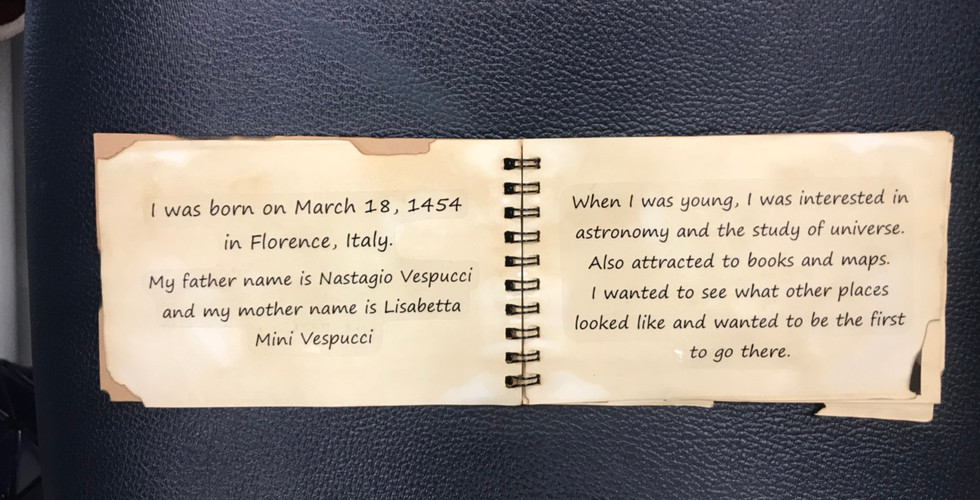 I was born on March 18, 1454
in Florence, Italy.
My father name is Nastagio Vespucci
and my mother name is Lisabetta
Mini Vespucci
When I was young, I was interested in
astronomy and the study of universe.
Also attracted to books and maps.
I wanted to see what other places
looked like and wanted to be the first
to go there.